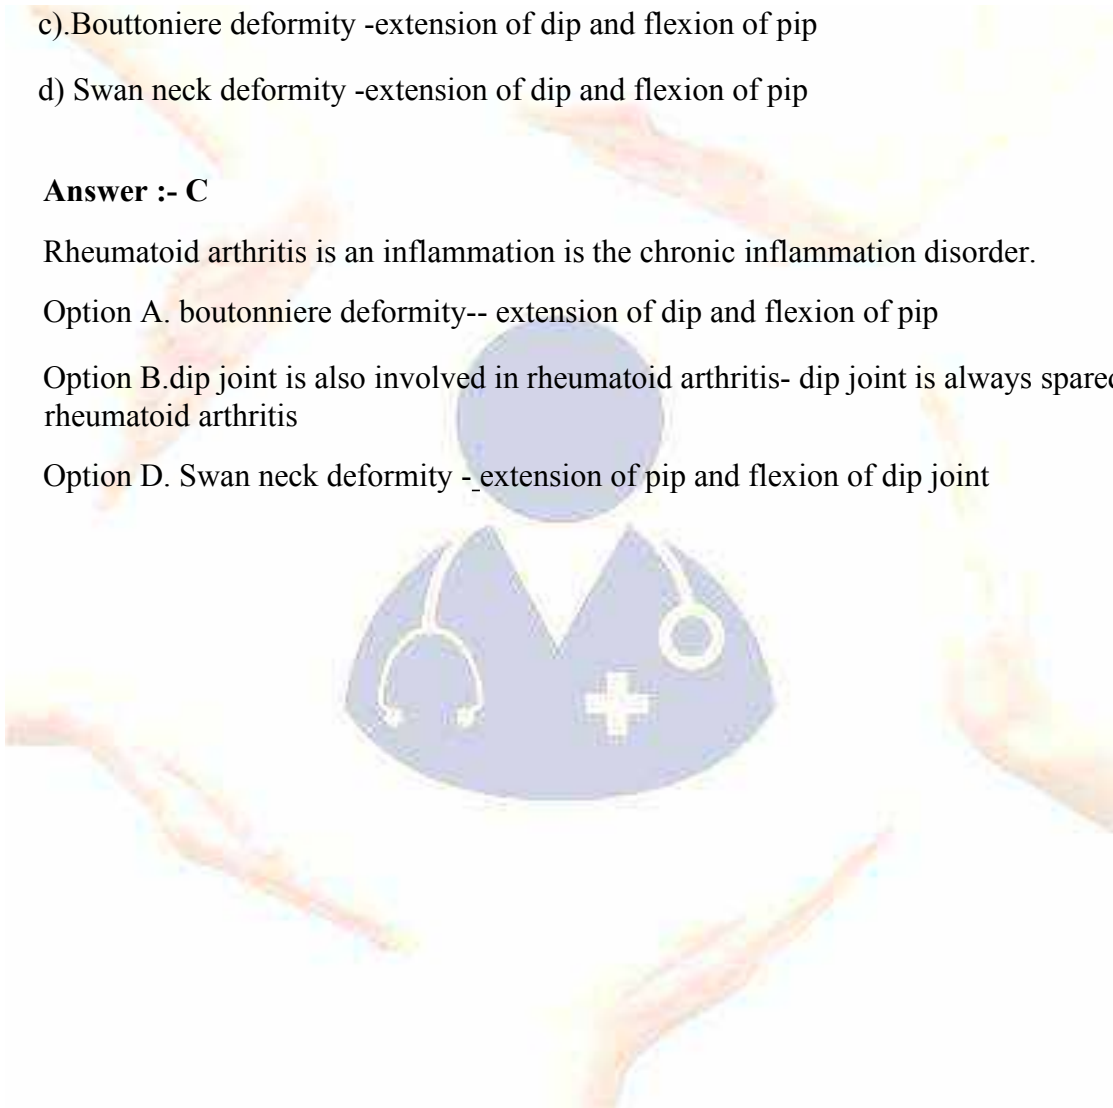 c).Bouttoniere deformity -extension of dip and flexion of pip
d) Swan neck deformity -extension of dip and flexion of pip
Answer :- C
Rheumatoid arthritis is an inflammation is the chronic inflammation disorder.
Option A. boutonniere deformity-- extension of dip and flexion of pip
Option B.dip joint is also involved in rheumatoid arthritis- dip joint is always spared
rheumatoid arthritis
Option D. Swan neck deformity - extension of pip and flexion of dip joint